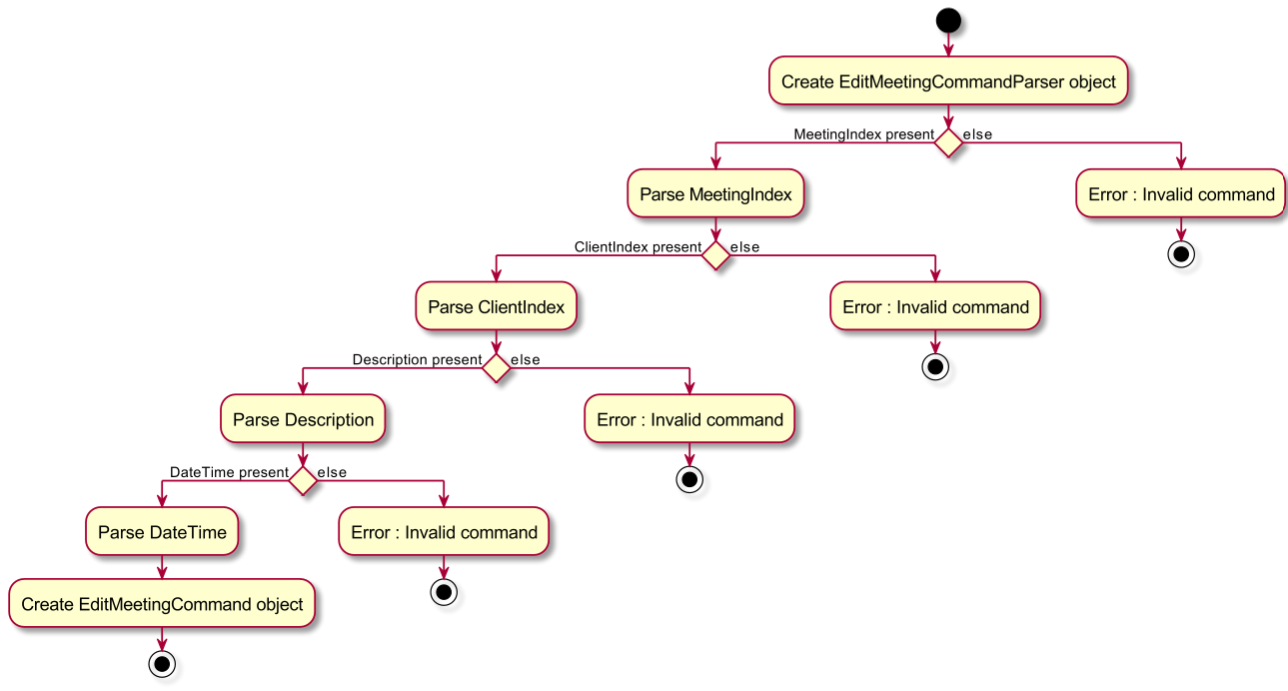 Create EditMeetingCommandParser object
MeetingIndex present
else
Parse MeetingIndex
Error : Invalid command
ClientIndex present
else
Parse ClientIndex
Error : Invalid command
Description present
else
Parse Description
Error : Invalid command
DateTime present
else
Parse DateTime
Error : Invalid command
Create EditMeetingCommand object